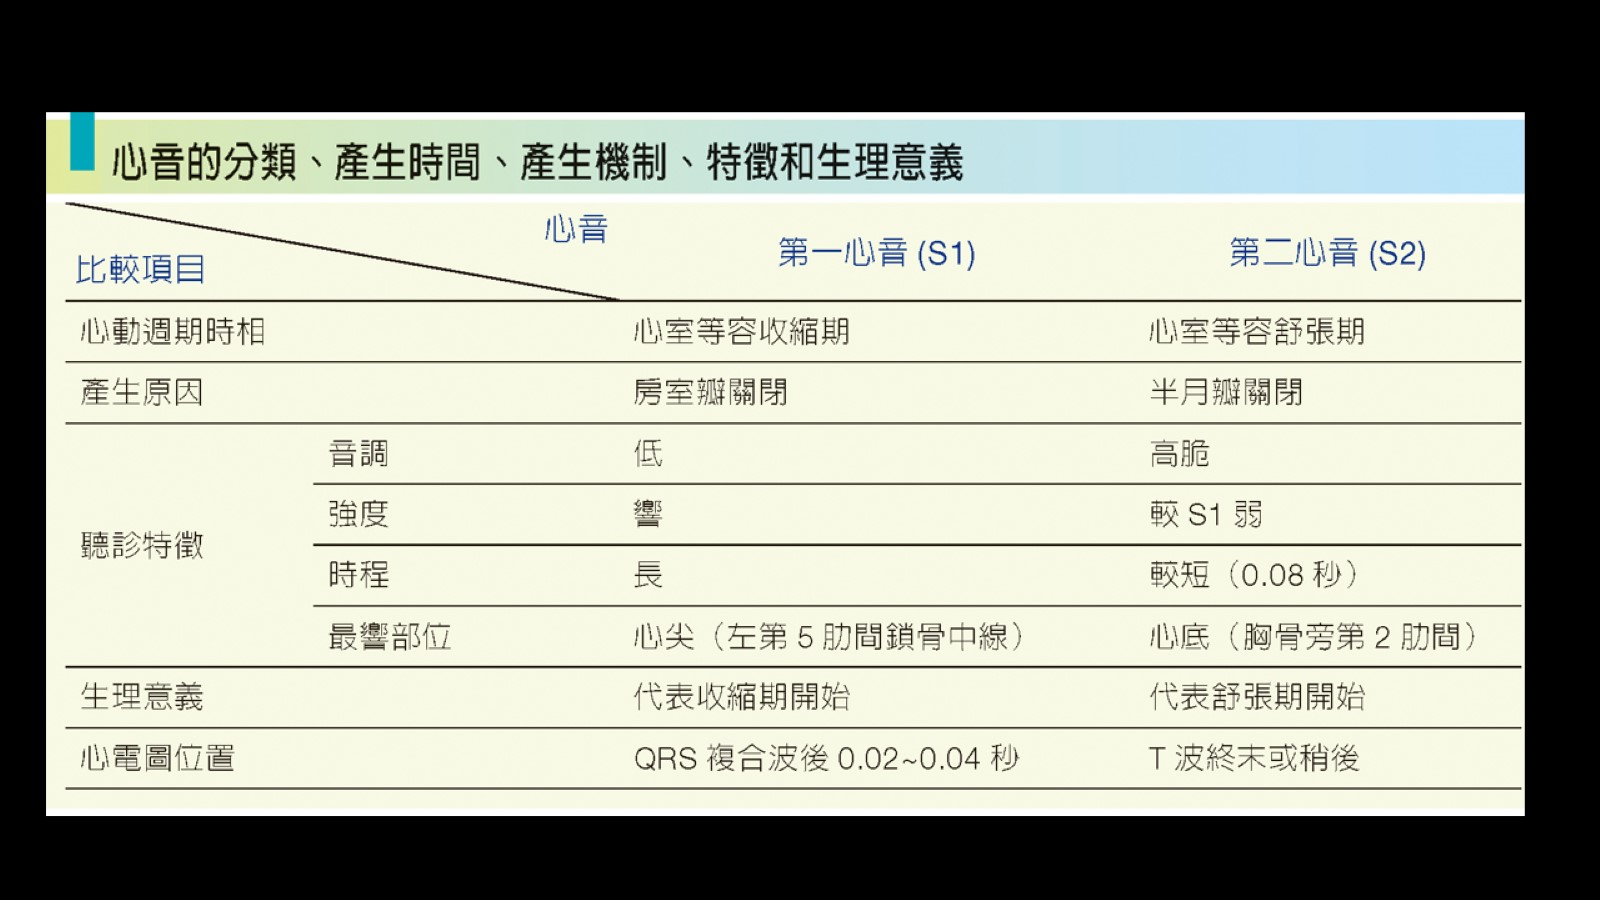 心音的分類、產生時間、產生機制、特徵和生理意義
心音
比較項目 第一心音 (S1) 第二心音 (S2)
心動週期時相 心室等容收縮期 心室等容舒張期
產生原因 房室瓣關閉 半月瓣關閉
聽診特徵
音調 低 高脆
強度 響 較 S1 弱
時程 長 較短（0.08 秒）
最響部位 心尖（左第 5 肋間鎖骨中線） 心底（胸骨旁第 2 肋間）
生理意義 代表收縮期開始 代表舒張期開始
心電圖位置 QRS 複合波後 0.02~0.04 秒 T 波終末或稍後